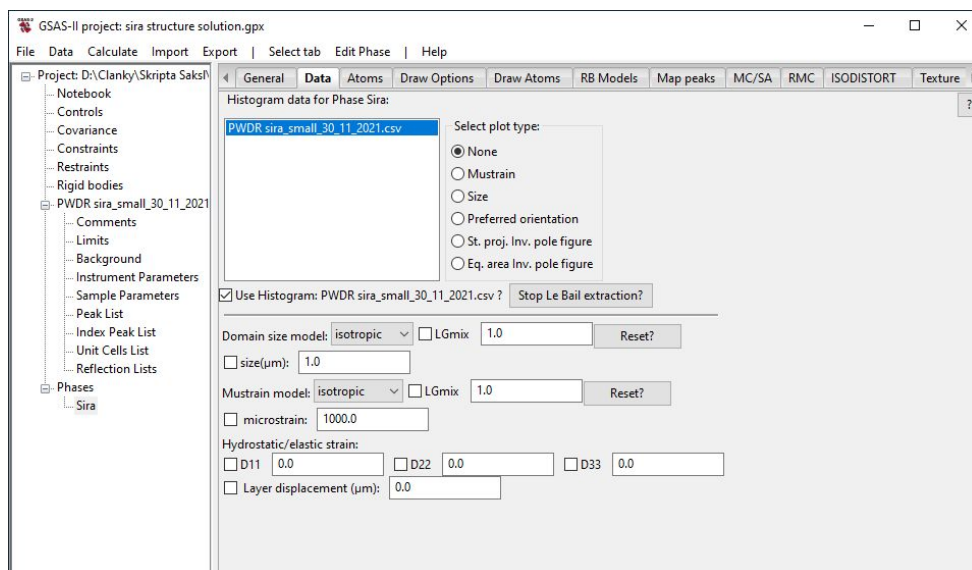 GSAS-II project: sira structure solution.gpx
File Data Calculate Import Export | Select tab Edit Phase | Help
Project: D:\Clanky\Skripta Saksl\
Notebook
Controls
Covariance
Constraints
Restraints
Rigid bodies
PWDR sira_small_30_11_2021
Comments
Limits
Background
Instrument Parameters
Sample Parameters
Peak List
Index Peak List
Unit Cells List
Reflection Lists
Phases
Sira
General Data Atoms Draw Options Draw Atoms RB Models Map peaks MC/SA RMC ISODISTORT Texture
Histogram data for Phase Sira:
?
PWDR sira_small_30_11_2021.csv
Select plot type:
None
Mustrain
Size
Preferred orientation
St. proj. Inv. pole figure
Eq. area Inv. pole figure
Use Histogram: PWDR sira_small_30_11_2021.csv ? Stop Le Bail extraction?
Domain size model: isotropic LGmix 1.0 Reset?
size(μm): 1.0
Mustrain model: isotropic LGmix 1.0 Reset?
microstrain: 1000.0
Hydrostatic/elastic strain:
D11 0.0 D22 0.0 D33 0.0
Layer displacement (μm): 0.0